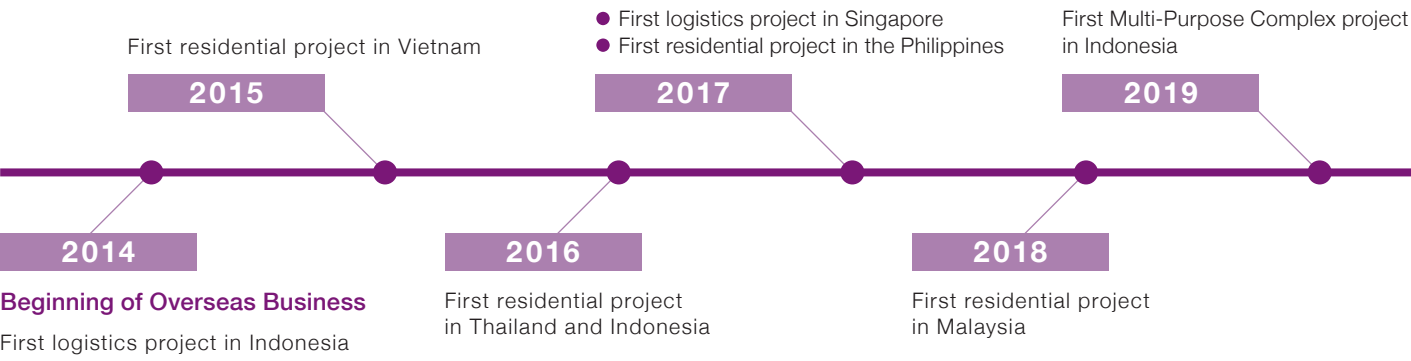 First residential project in Vietnam
2015
● First logistics project in Singapore
● First residential project in the Philippines
2017
First Multi-Purpose Complex project
in Indonesia
2019
2014
Beginning of Overseas Business
First logistics project in Indonesia
2016
First residential project
in Thailand and Indonesia
2018
First residential project
in Malaysia